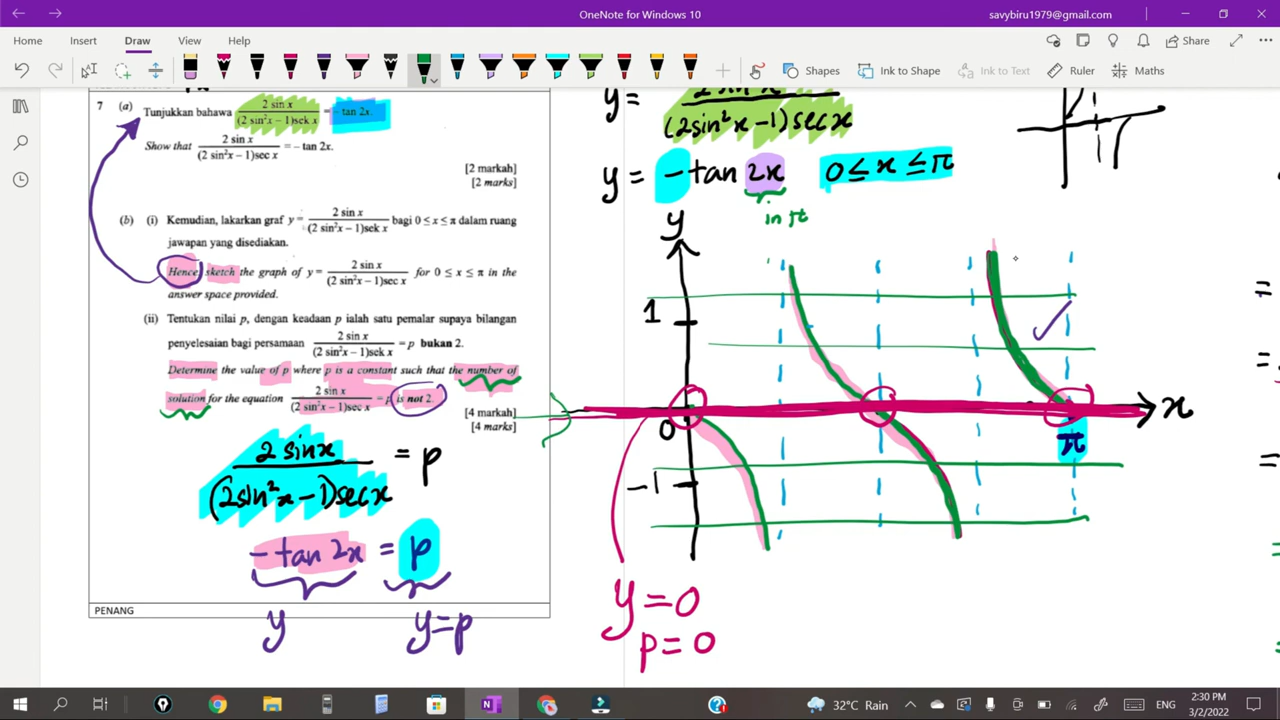 OneNote for Windows 10
savybiru1979@gmail.com
Home Insert Draw View Help
Share
Shapes Ink to Shape Ink to Text Ruler Maths
7 (a) Tunjukkan bahawa 2 sin x / (2 sin²x – 1)sek x = – tan 2x.
Show that 2 sin x / (2 sin²x – 1)sec x = – tan 2x.
[2 markah]
[2 marks]
(b) (i) Kemudian, lakarkan graf y = 2 sin x / (2 sin²x – 1)sek x bagi 0 ≤ x ≤ π dalam ruang
jawapan yang disediakan.
Hence sketch the graph of y = 2 sin x / (2 sin²x – 1)sec x for 0 ≤ x ≤ π in the
answer space provided.
(ii) Tentukan nilai p, dengan keadaan p ialah satu pemalar supaya bilangan
penyelesaian bagi persamaan 2 sin x / (2 sin²x – 1)sek x = p bukan 2.
Determine the value of p where p is a constant such that the number of
solution for the equation 2 sin x / (2 sin²x – 1)sec x = p is not 2.
[4 markah]
[4 marks]
2 sinx / (2sin²x – 1)secx = p
– tan 2x = p
y y=p
PENANG
y = 2 sin x / (2sin²x – 1)secx
y = – tan 2x 0 ≤ x ≤ π
in π
y
1
0
π
x
–1
y = 0
p = 0
=
=
=
32°C Rain
ENG
2:30 PM
3/2/2022